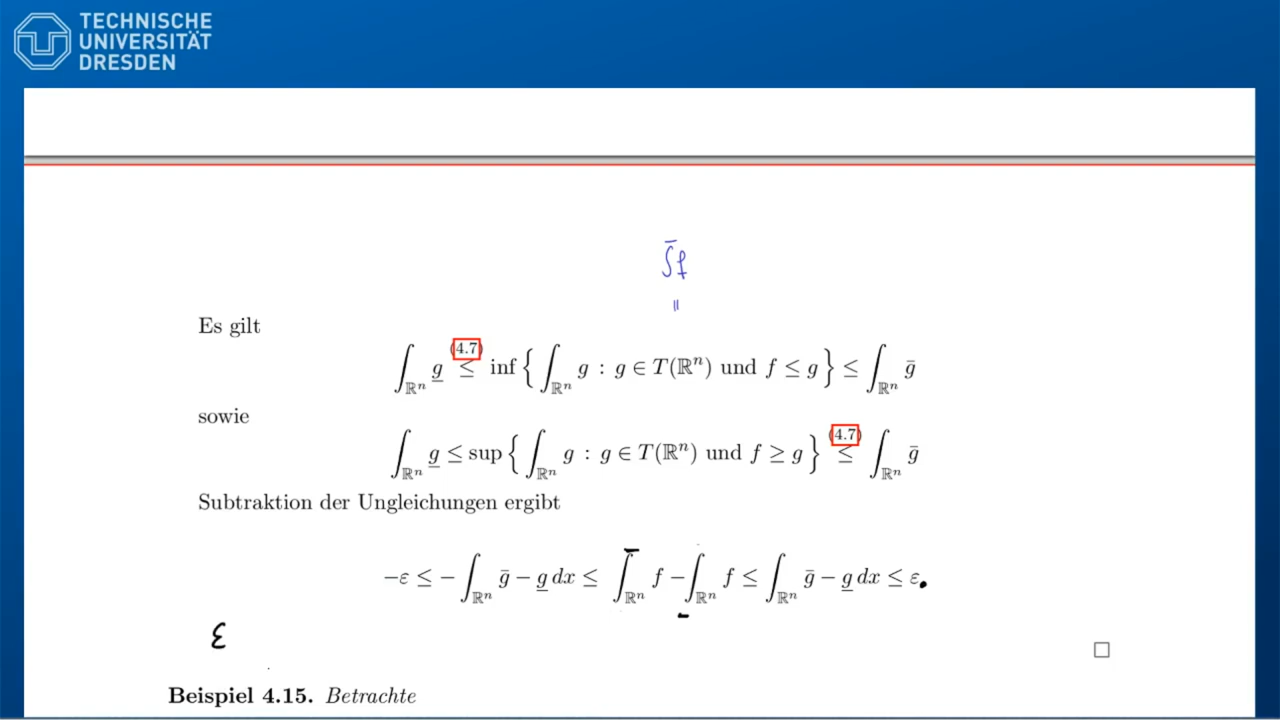 TECHNISCHE
UNIVERSITÄT
DRESDEN
∫̄f
=
Es gilt
∫_{ℝⁿ} g̲ ≤^{(4.7)} inf { ∫_{ℝⁿ} g : g ∈ T(ℝⁿ) und f ≤ g } ≤ ∫_{ℝⁿ} ḡ
sowie
∫_{ℝⁿ} g̲ ≤ sup { ∫_{ℝⁿ} g : g ∈ T(ℝⁿ) und f ≥ g } ≤^{(4.7)} ∫_{ℝⁿ} ḡ
Subtraktion der Ungleichungen ergibt
−ε ≤ − ∫_{ℝⁿ} ḡ − g̲ dx ≤ ∫̄_{ℝⁿ} f − ∫̲_{ℝⁿ} f ≤ ∫_{ℝⁿ} ḡ − g̲ dx ≤ ε.
ε
□
Beispiel 4.15. Betrachte